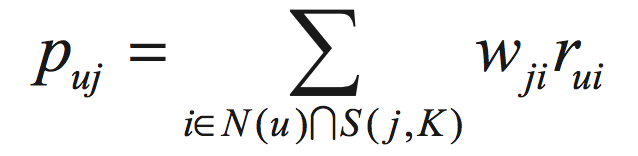 p_{uj} = \sum_{i \in N(u) \cap S(j,K)} w_{ji} r_{ui}